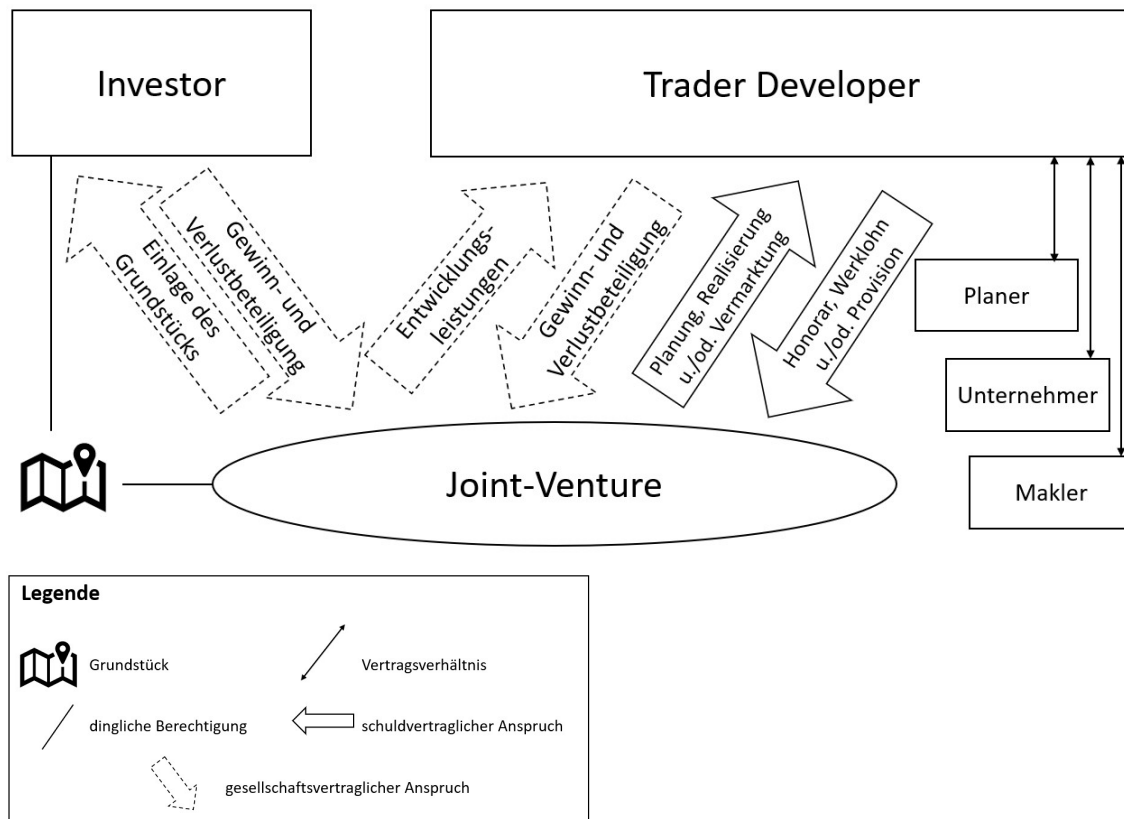 Investor
Trader Developer
Einlage des
Grundstücks
Gewinn- und
Verlustbeteiligung
Entwicklungs-
leistungen
Gewinn- und
Verlustbeteiligung
Planung, Realisierung
u./od. Vermarktung
Honorar, Werklohn
u./od. Provision
Planer
Unternehmer
Makler
Joint-Venture
Legende
Grundstück
Vertragsverhältnis
dingliche Berechtigung
schuldvertraglicher Anspruch
gesellschaftsvertraglicher Anspruch